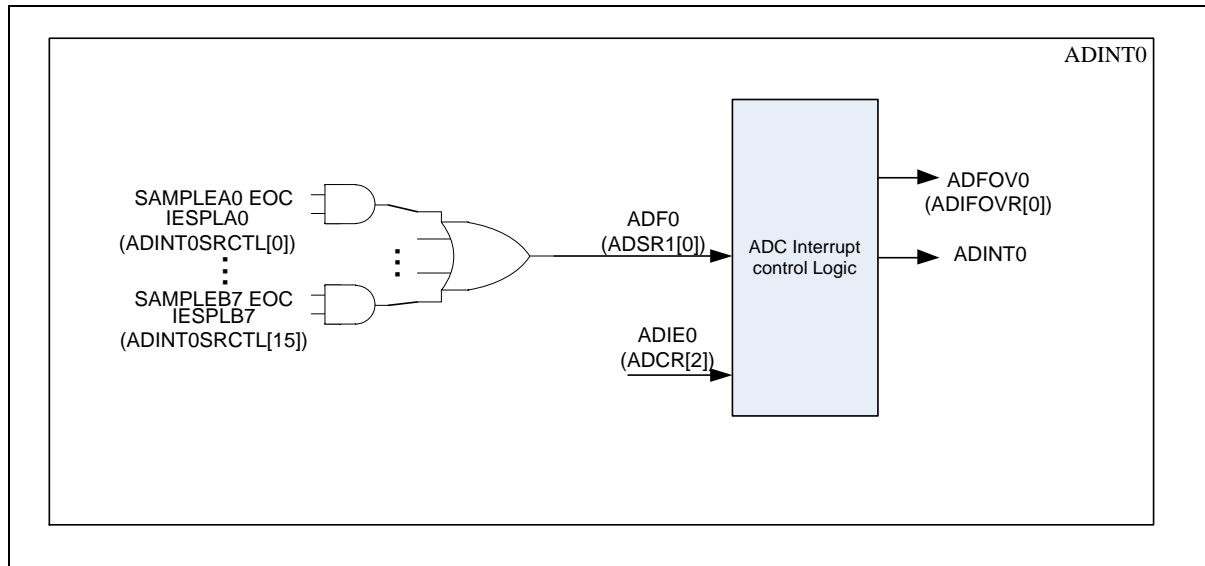 ADINT0
SAMPLEA0 EOC
IESPLA0
(ADINT0SRCTL[0])
SAMPLEB7 EOC
IESPLB7
(ADINT0SRCTL[15])
ADF0
(ADSR1[0])
ADIE0
(ADCR[2])
ADC Interrupt
control Logic
ADFOV0
(ADIFOVR[0])
ADINT0